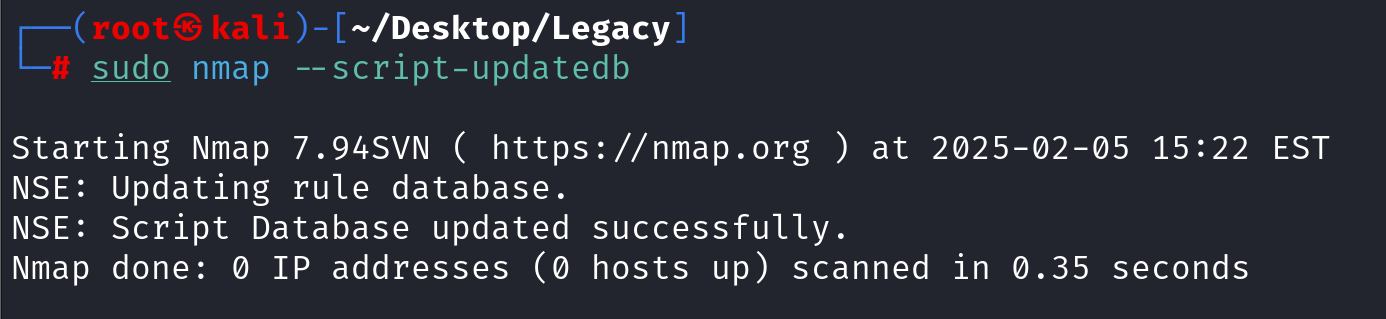 ┌──(root㉿kali)-[~/Desktop/Legacy]
└─# sudo nmap --script-updatedb
Starting Nmap 7.94SVN ( https://nmap.org ) at 2025-02-05 15:22 EST
NSE: Updating rule database.
NSE: Script Database updated successfully.
Nmap done: 0 IP addresses (0 hosts up) scanned in 0.35 seconds